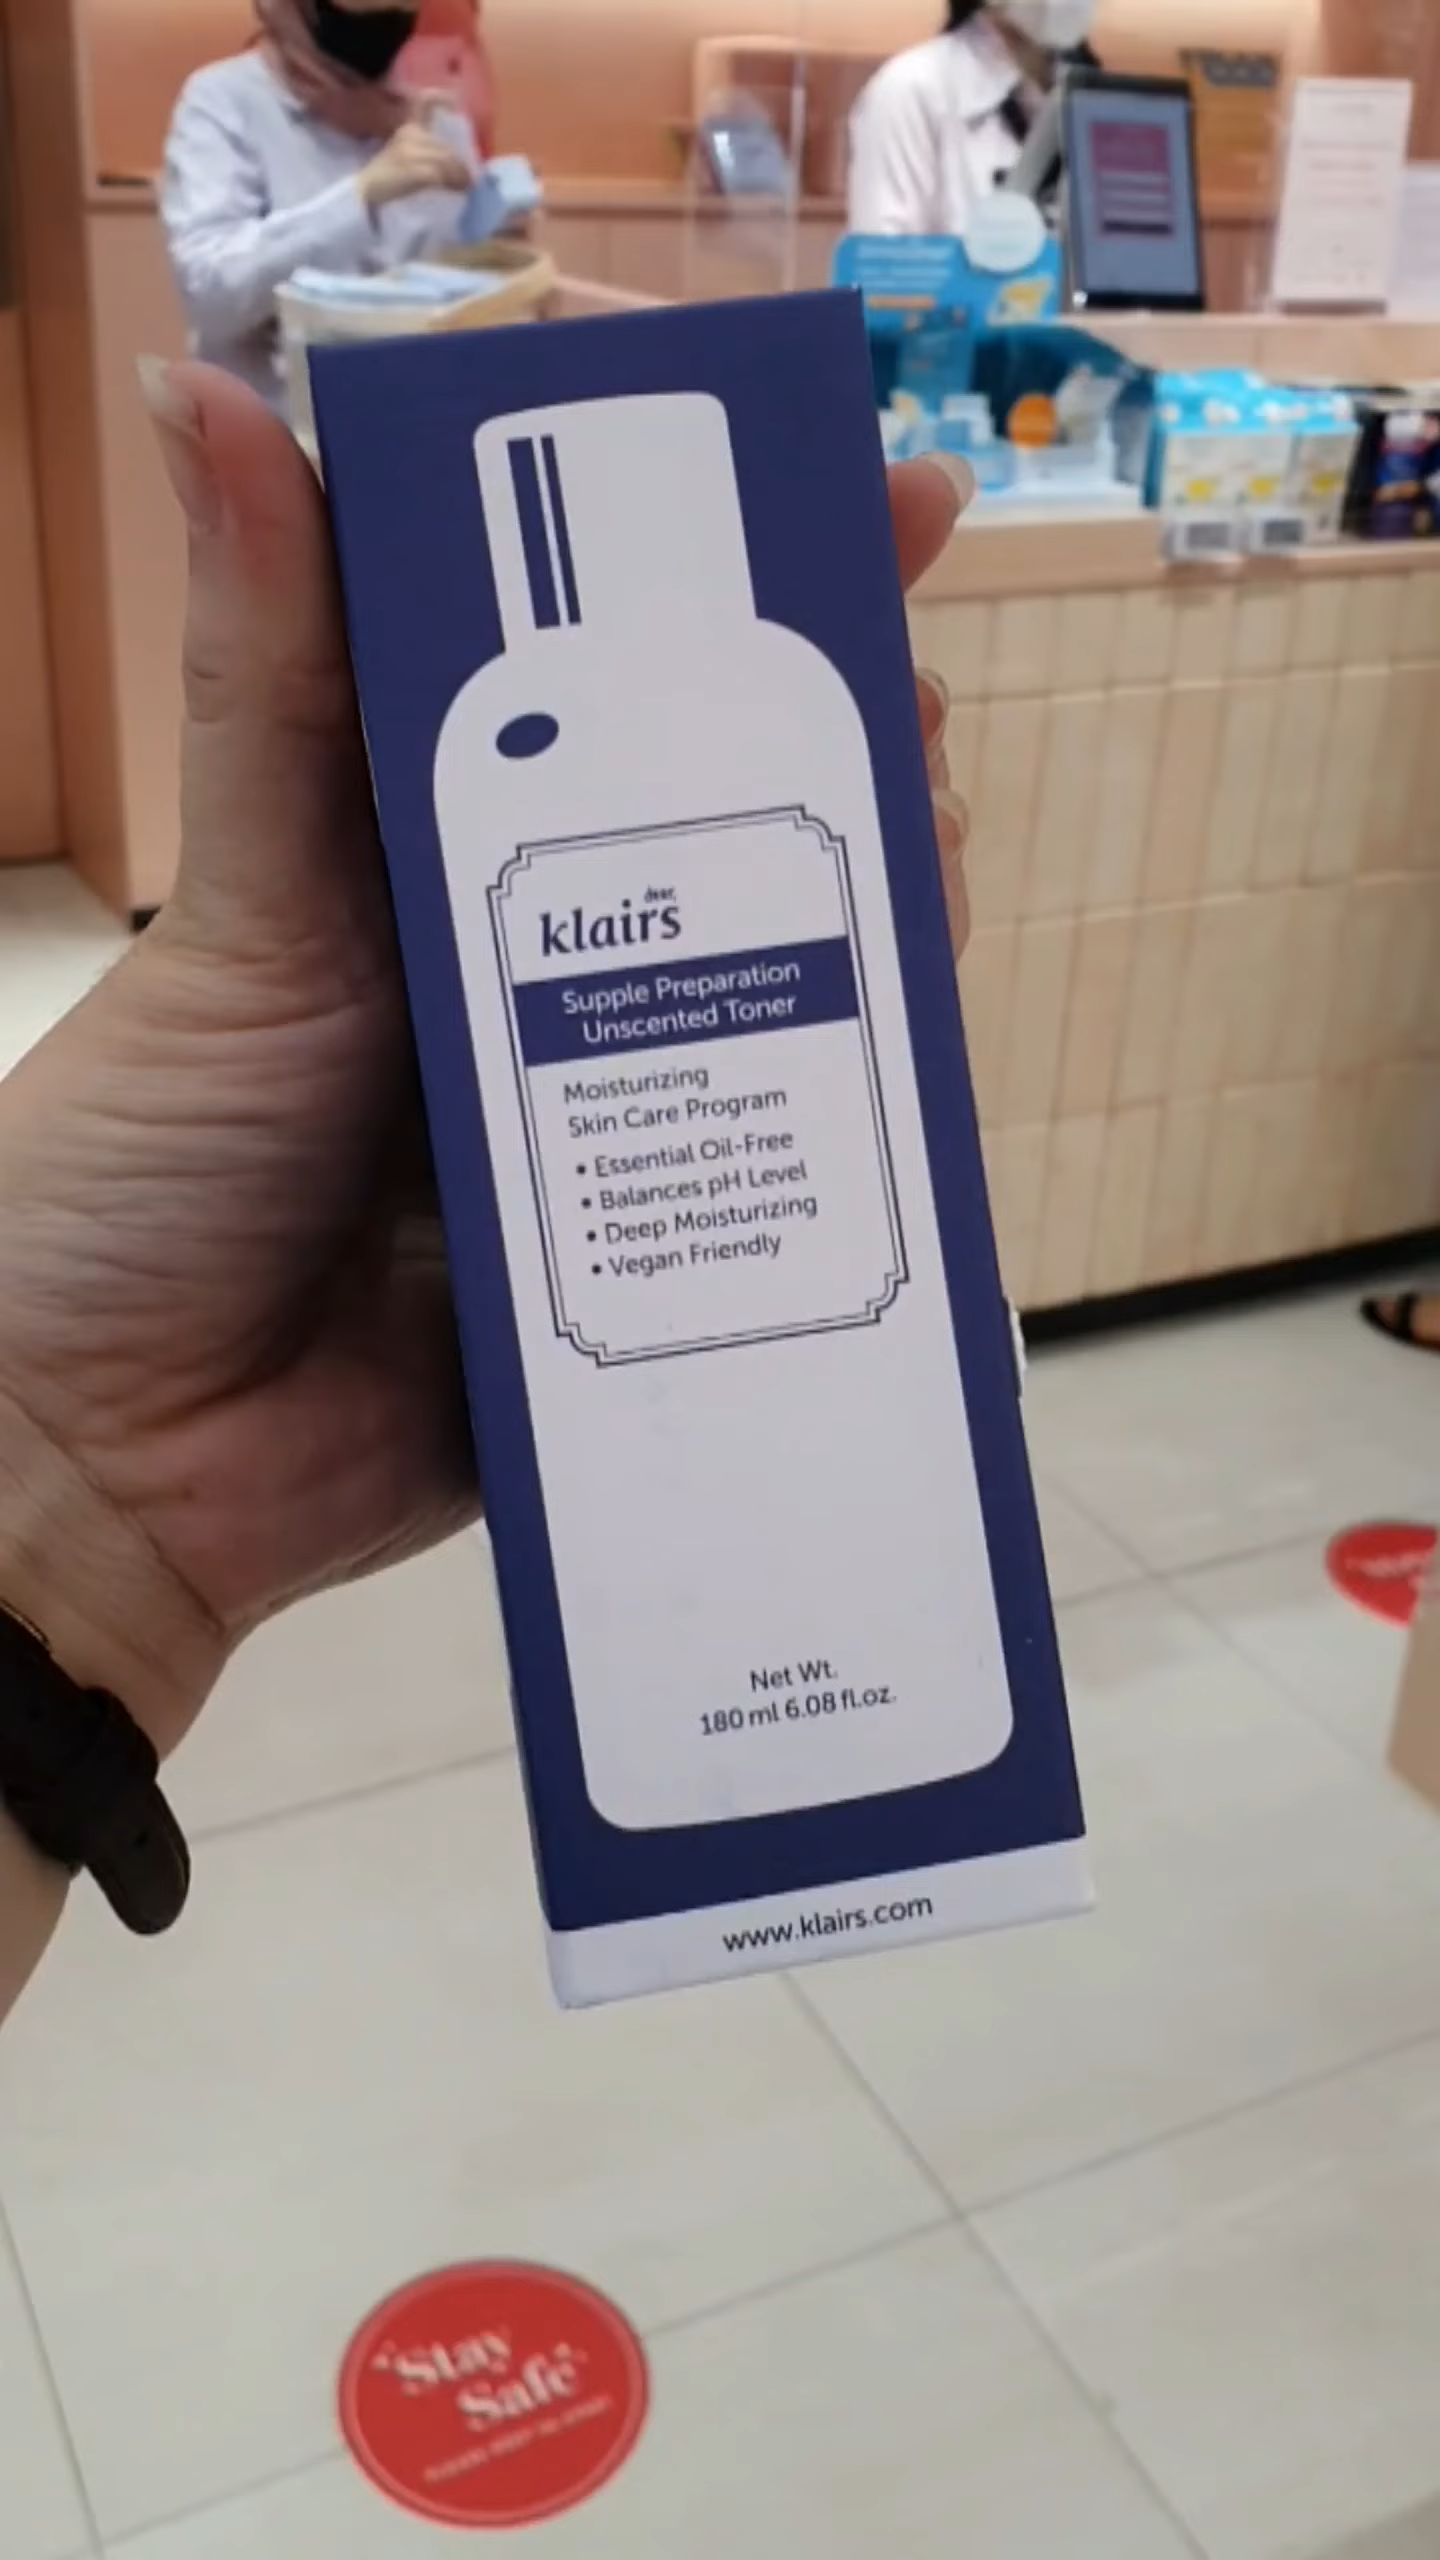 dear,
klairs
Supple Preparation
Unscented Toner
Moisturizing
Skin Care Program
• Essential Oil-Free
• Balances pH Level
• Deep Moisturizing
• Vegan Friendly
Net Wt.
180 ml 6.08 fl.oz.
www.klairs.com
Stay
Safe